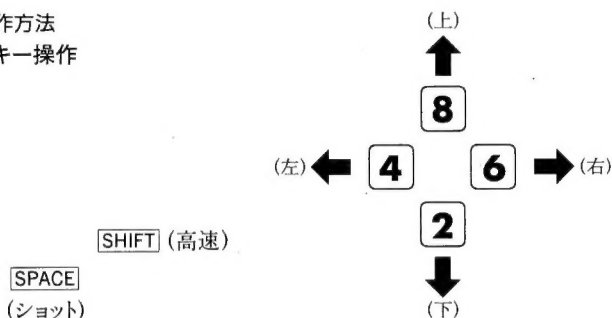 作方法
キー操作
(上)
8
(左) 4 6 (右)
2
(下)
SHIFT (高速)
SPACE
(ショット)